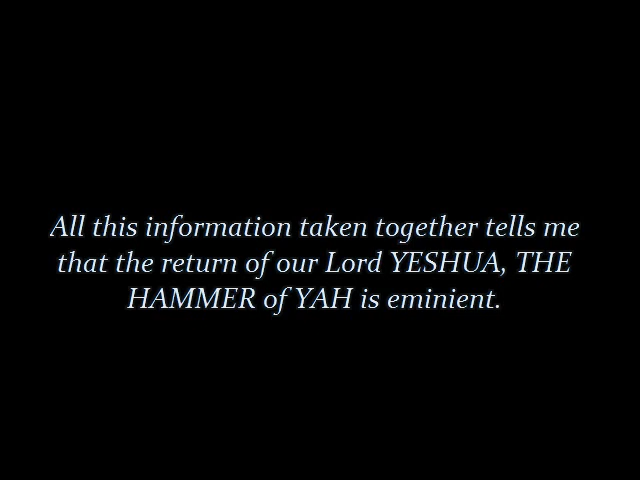 All this information taken together tells me
that the return of our Lord YESHUA, THE
HAMMER of YAH is eminient.